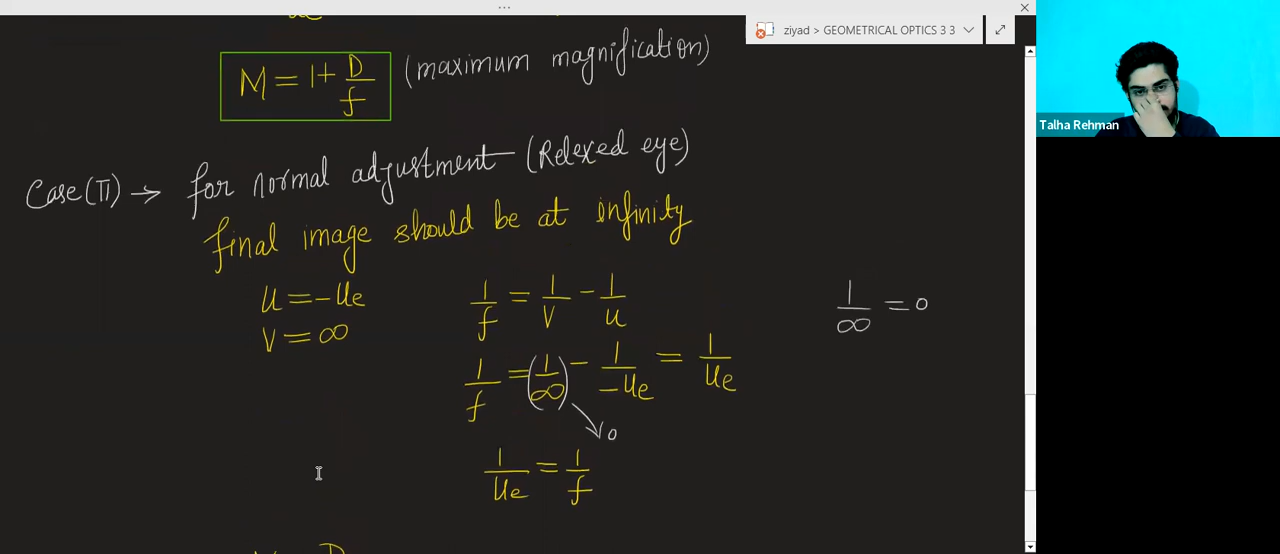 ziyad > GEOMETRICAL OPTICS 3 3
M = 1 + D/f (maximum magnification)
Talha Rehman
Case(II) → for normal adjustment (Relexed eye)
final image should be at infinity
u = -ue
1/f = 1/v - 1/u
1/∞ = 0
v = ∞
1/f = (1/∞) - 1/-ue = 1/ue
0
1/ue = 1/f
D